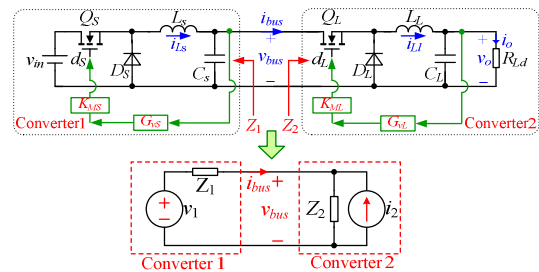 Q_S L_s i_bus Q_L L_L
i_Ls + i_Ll + i_o
v_in d_S D_S C_s v_bus d_L D_L C_L v_o R_Ld
K_MS − K_ML −
Converter1 G_vS Z_1 Z_2 G_vL Converter2
Z_1 i_bus +
+ − v_1 v_bus Z_2 i_2
−
Converter 1 Converter 2